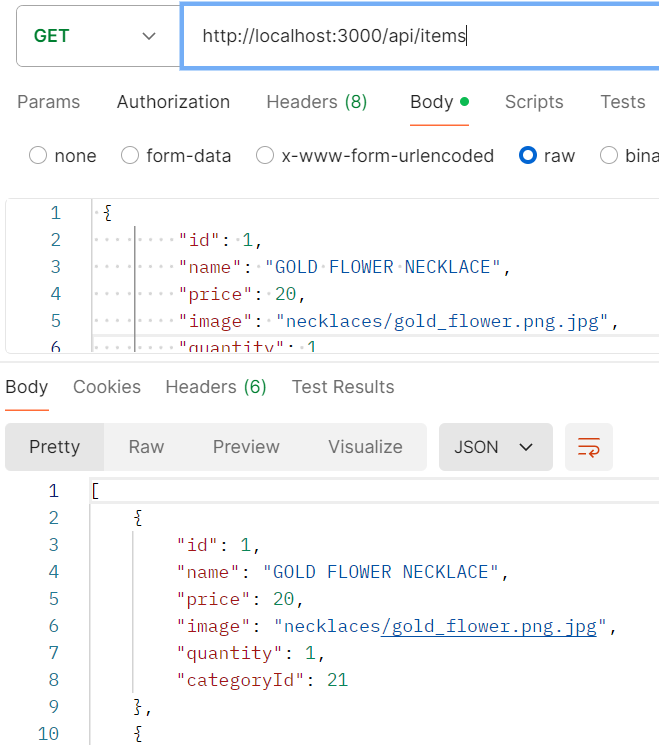 GET http://localhost:3000/api/items
Params Authorization Headers (8) Body Scripts Tests
none form-data x-www-form-urlencoded raw bina
1 {
2 "id": 1,
3 "name": "GOLD FLOWER NECKLACE",
4 "price": 20,
5 "image": "necklaces/gold_flower.png.jpg",
6 "quantity": 1
Body Cookies Headers (6) Test Results
Pretty Raw Preview Visualize JSON
1 [
2 {
3 "id": 1,
4 "name": "GOLD FLOWER NECKLACE",
5 "price": 20,
6 "image": "necklaces/gold_flower.png.jpg",
7 "quantity": 1,
8 "categoryId": 21
9 },
10 {